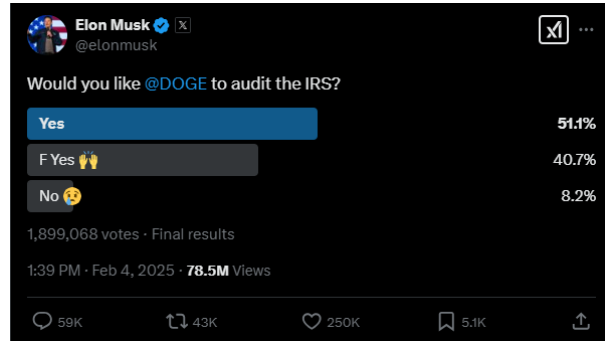 Elon Musk X
@elonmusk
Would you like @DOGE to audit the IRS?
Yes 51.1%
F Yes 🙌 40.7%
No 😢 8.2%
1,899,068 votes · Final results
1:39 PM · Feb 4, 2025 · 78.5M Views
59K 43K 250K 5.1K